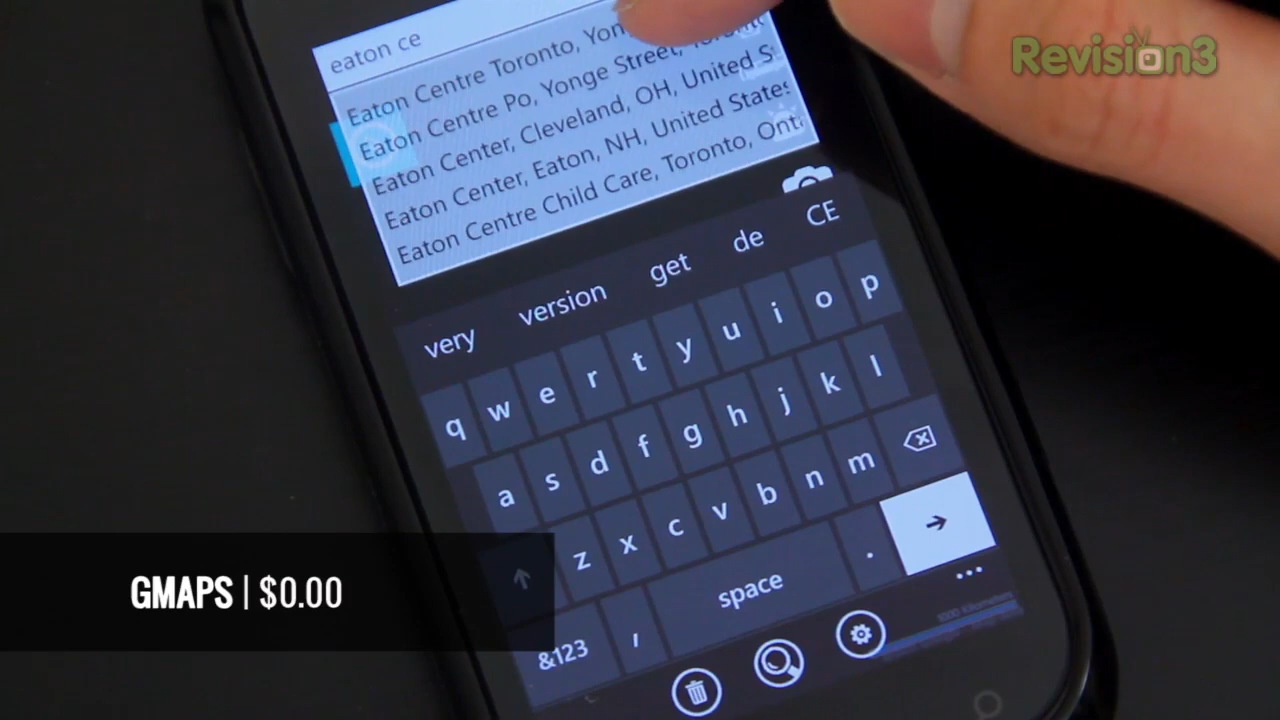 Revision3
eaton ce
Eaton Centre Toronto, Yon
Eaton Centre Po, Yonge Street, Toronto
Eaton Center, Cleveland, OH, United S
Eaton Center, Eaton, NH, United States
Eaton Centre Child Care, Toronto, Ont
very version get de CE
q w e r t y u i o p
a s d f g h j k l
z x c v b n m
&123 , space .
GMAPS | $0.00